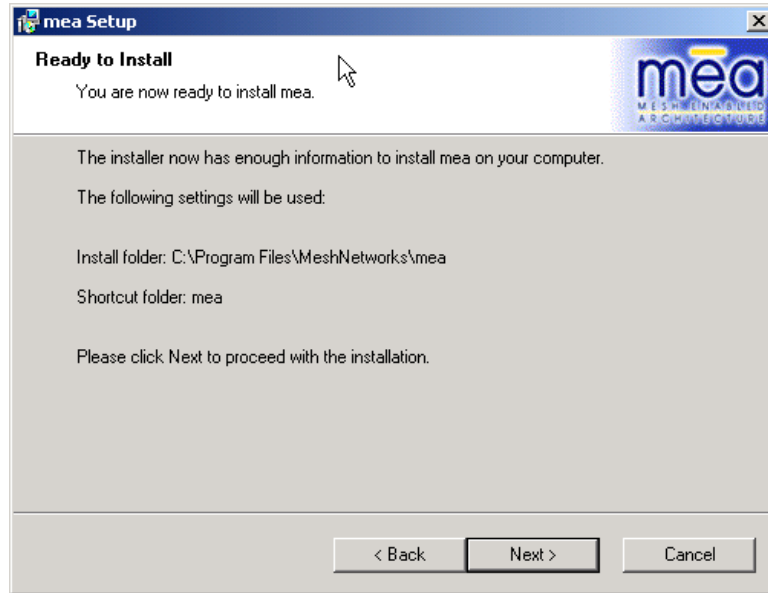 mea Setup
Ready to Install
You are now ready to install mea.
mēa
MESH ENABLED
ARCHITECTURE
The installer now has enough information to install mea on your computer.
The following settings will be used:
Install folder: C:\Program Files\MeshNetworks\mea
Shortcut folder: mea
Please click Next to proceed with the installation.
< Back
Next >
Cancel